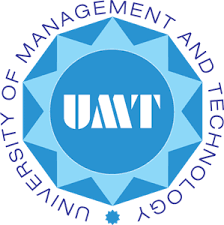 UNIVERSITY OF MANAGEMENT AND TECHNOLOGY
UMT